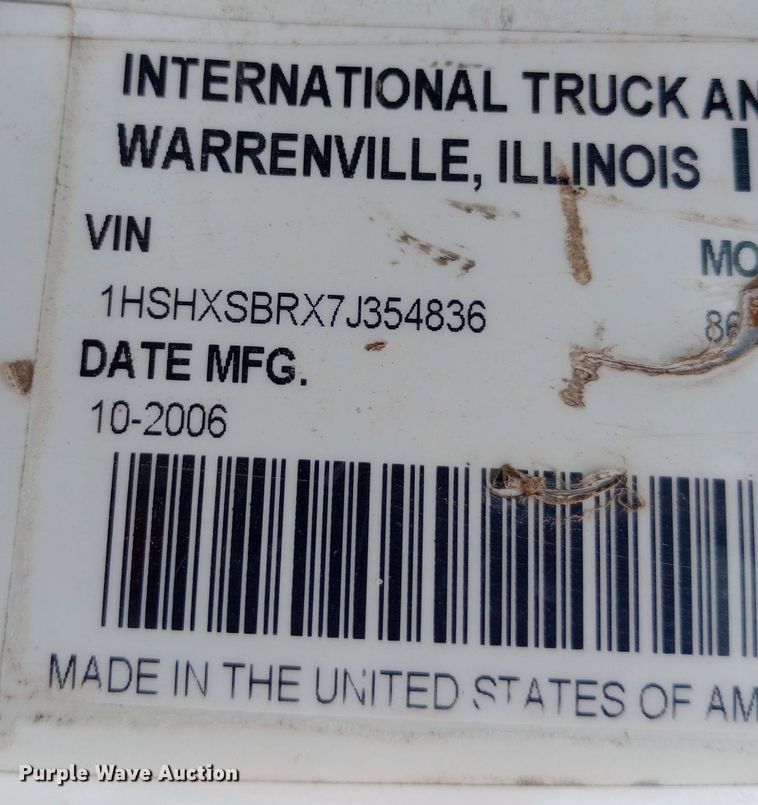 INTERNATIONAL TRUCK AN
WARRENVILLE, ILLINOIS
VIN
MO
1HSHXSBRX7J354836
86
DATE MFG.
10-2006
MADE IN THE UNITED STATES OF AM
Purple Wave Auction